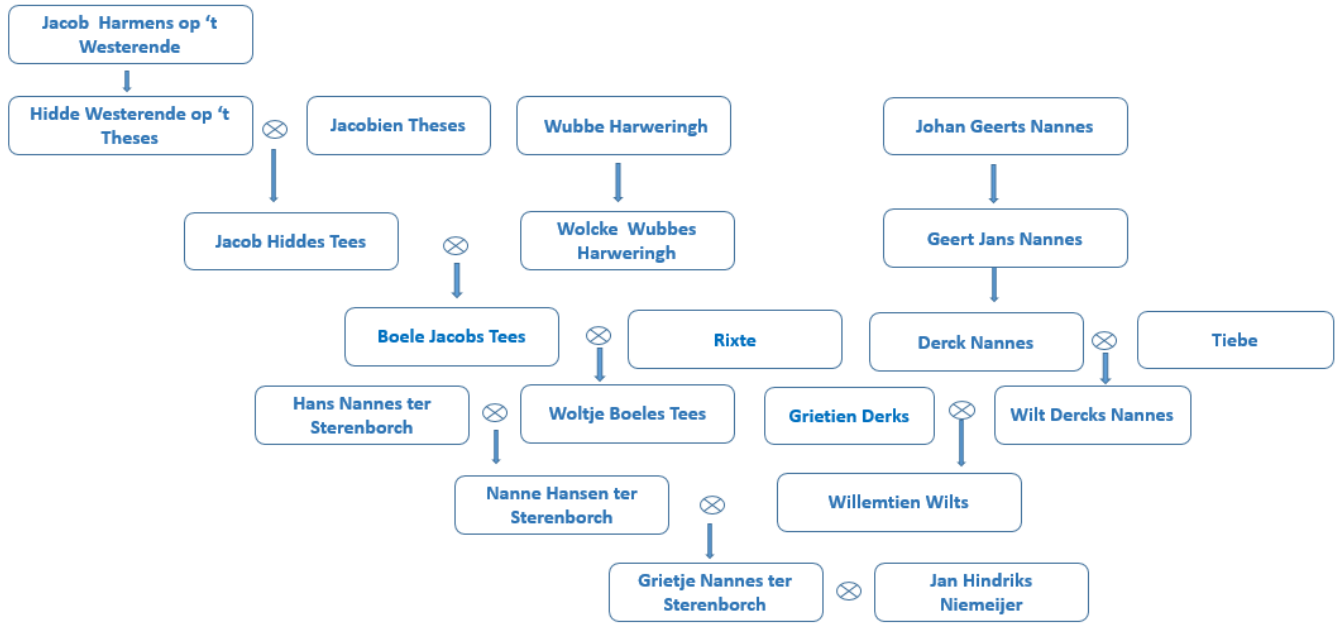 Jacob Harmens op ‘t
Westerende
Hidde Westerende op ‘t
Theses
Jacobien Theses
Wubbe Harweringh
Johan Geerts Nannes
Jacob Hiddes Tees
Wolcke Wubbes
Harweringh
Geert Jans Nannes
Boele Jacobs Tees
Rixte
Derck Nannes
Tiebe
Hans Nannes ter
Sterenborch
Woltje Boeles Tees
Grietien Derks
Wilt Dercks Nannes
Nanne Hansen ter
Sterenborch
Willemtien Wilts
Grietje Nannes ter
Sterenborch
Jan Hindriks
Niemeijer